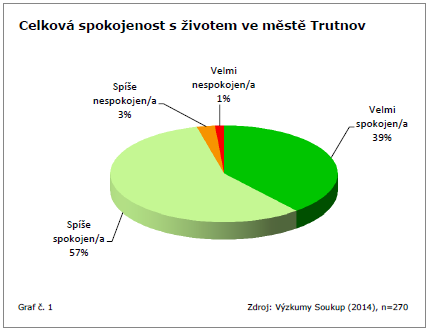 Celková spokojenost s životem ve městě Trutnov
Velmi
nespokojen/a
1%
Spíše
nespokojen/a
3%
Velmi
spokojen/a
39%
Spíše
spokojen/a
57%
Graf č. 1
Zdroj: Výzkumy Soukup (2014), n=270